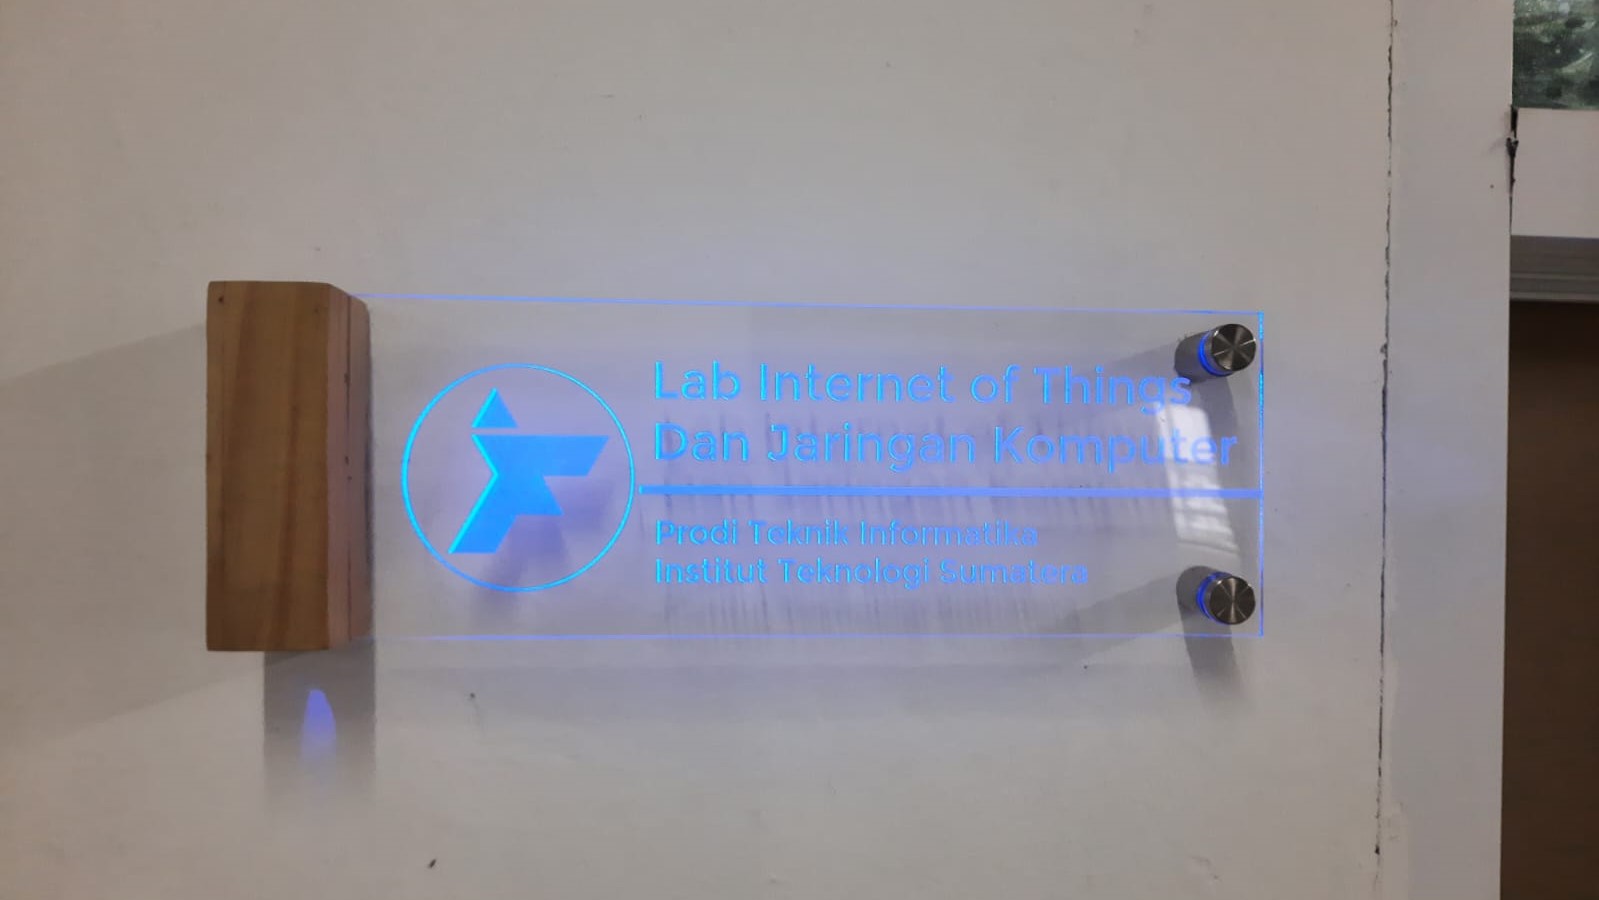 Lab Internet of Things
Dan Jaringan Komputer
Prodi Teknik Informatika
Institut Teknologi Sumatera